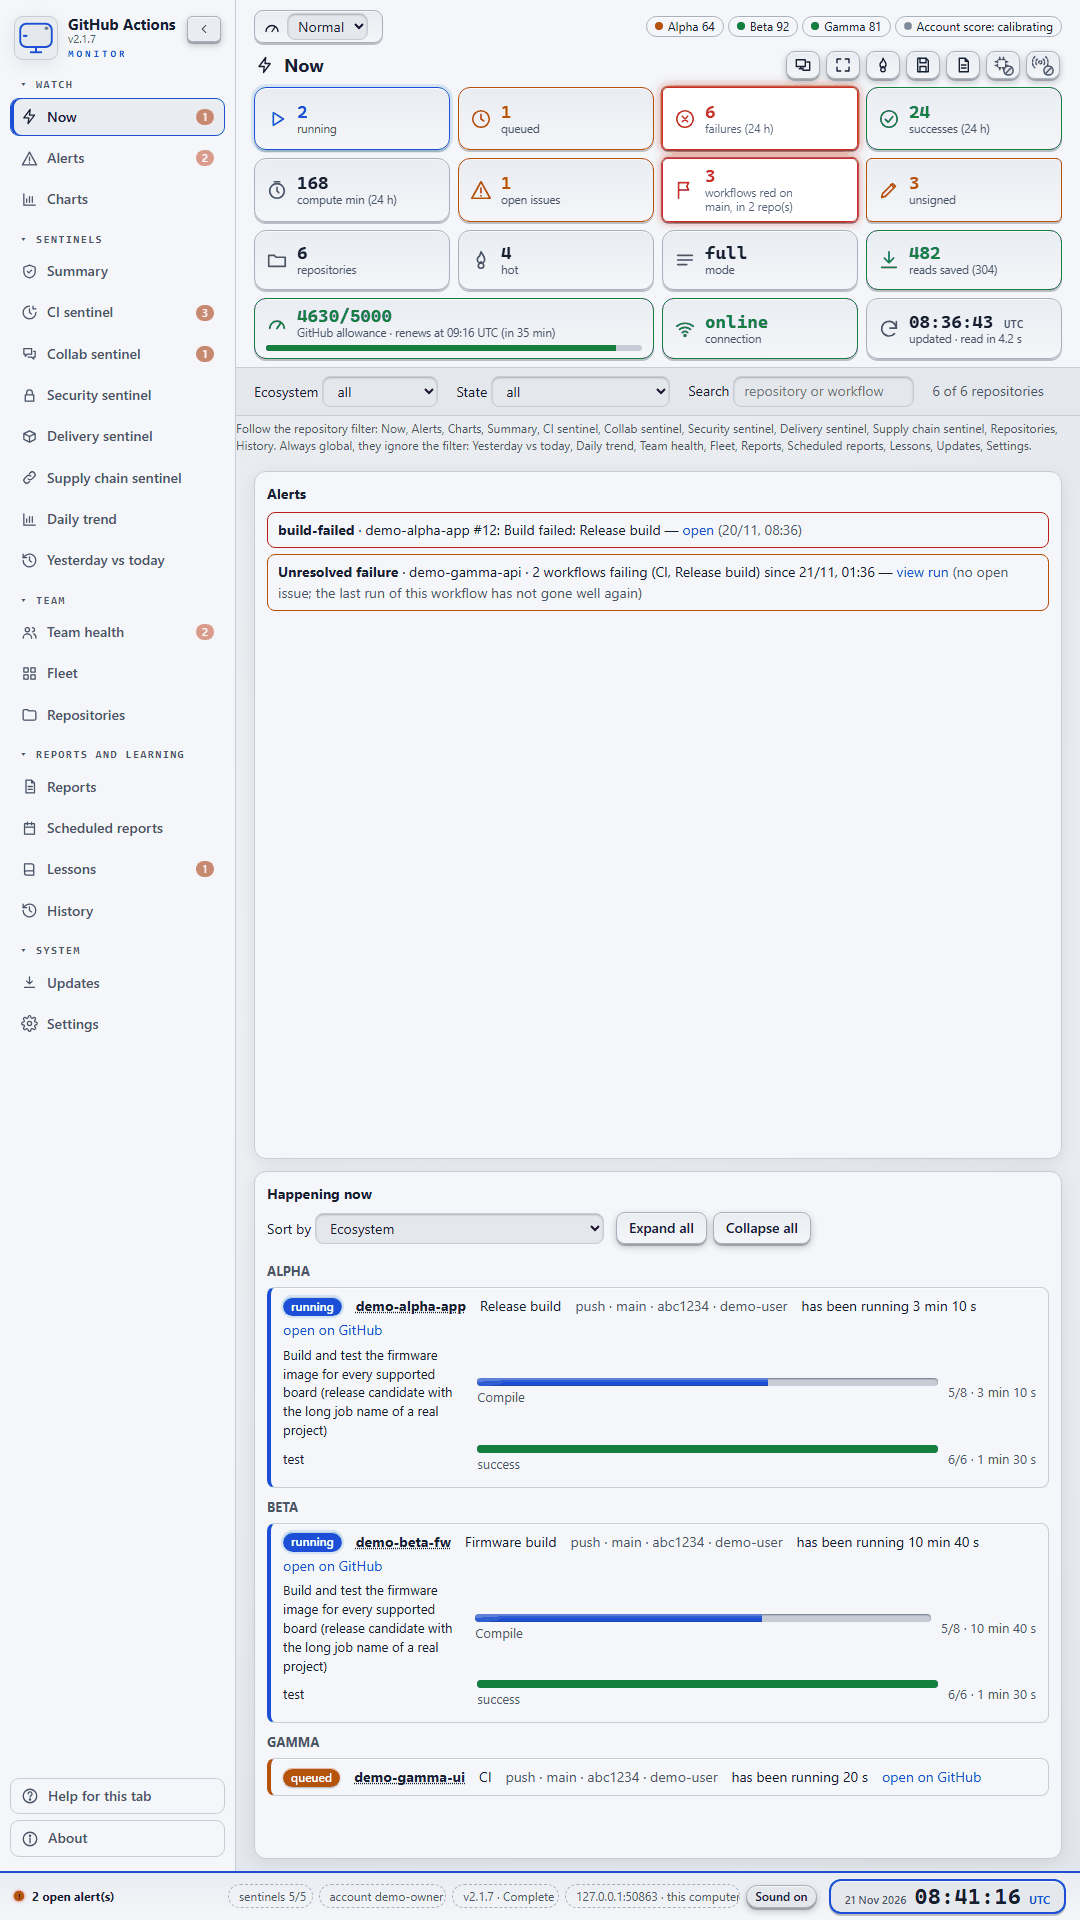 GitHub Actions
v2.1.7
MONITOR
WATCH
Now 1
Alerts 2
Charts
SENTINELS
Summary
CI sentinel 3
Collab sentinel 1
Security sentinel
Delivery sentinel
Supply chain sentinel
Daily trend
Yesterday vs today
TEAM
Team health 2
Fleet
Repositories
REPORTS AND LEARNING
Reports
Scheduled reports
Lessons 1
History
SYSTEM
Updates
Settings
Help for this tab
About
Normal
Alpha 64
Beta 92
Gamma 81
Account score: calibrating
Now
2
running
1
queued
6
failures (24 h)
24
successes (24 h)
168
compute min (24 h)
1
open issues
3
workflows red on
main, in 2 repo(s)
3
unsigned
6
repositories
4
hot
full
mode
482
reads saved (304)
4630/5000
GitHub allowance · renews at 09:16 UTC (in 35 min)
online
connection
08:36:43 UTC
updated · read in 4.2 s
Ecosystem all
State all
Search repository or workflow
6 of 6 repositories
Follow the repository filter: Now, Alerts, Charts, Summary, CI sentinel, Collab sentinel, Security sentinel, Delivery sentinel, Supply chain sentinel, Repositories,
History. Always global, they ignore the filter: Yesterday vs today, Daily trend, Team health, Fleet, Reports, Scheduled reports, Lessons, Updates, Settings.
Alerts
build-failed · demo-alpha-app #12: Build failed: Release build — open (20/11, 08:36)
Unresolved failure · demo-gamma-api · 2 workflows failing (CI, Release build) since 21/11, 01:36 — view run (no open
issue; the last run of this workflow has not gone well again)
Happening now
Sort by Ecosystem Expand all Collapse all
ALPHA
running demo-alpha-app Release build push · main · abc1234 · demo-user has been running 3 min 10 s
open on GitHub
Build and test the firmware
image for every supported
board (release candidate with
the long job name of a real
project)
Compile
5/8 · 3 min 10 s
test
success
6/6 · 1 min 30 s
BETA
running demo-beta-fw Firmware build push · main · abc1234 · demo-user has been running 10 min 40 s
open on GitHub
Build and test the firmware
image for every supported
board (release candidate with
the long job name of a real
project)
Compile
5/8 · 10 min 40 s
test
success
6/6 · 1 min 30 s
GAMMA
queued demo-gamma-ui CI push · main · abc1234 · demo-user has been running 20 s open on GitHub
2 open alert(s)
sentinels 5/5
account demo-owner
v2.1.7 · Complete
127.0.0.1:50863 · this computer
Sound on
21 Nov 2026 08:41:16 UTC